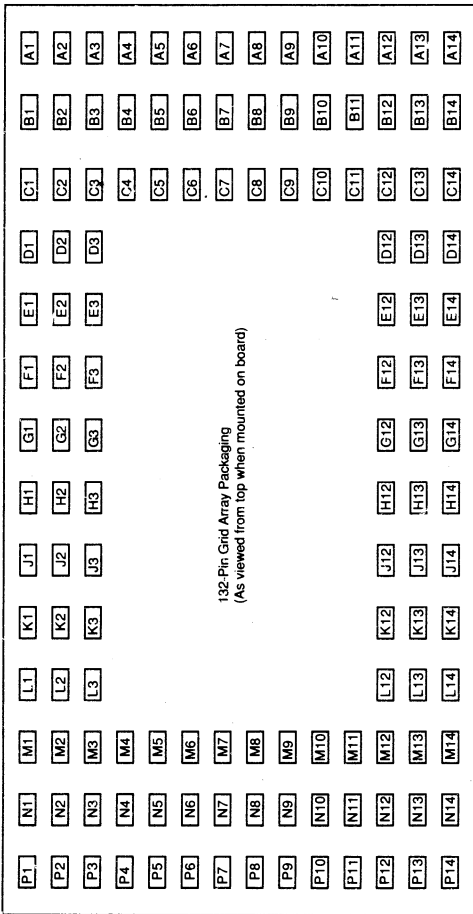 P1 N1 M1 L1 K1 J1 H1 G1 F1 E1 D1 C1 B1 A1
P2 N2 M2 L2 K2 J2 H2 G2 F2 E2 D2 C2 B2 A2
P3 N3 M3 L3 K3 J3 H3 G3 F3 E3 D3 C3 B3 A3
P4 N4 M4 C4 B4 A4
P5 N5 M5 C5 B5 A5
P6 N6 M6 C6 B6 A6
P7 N7 M7 C7 B7 A7
132-Pin Grid Array Packaging
(As viewed from top when mounted on board)
P8 N8 M8 C8 B8 A8
P9 N9 M9 C9 B9 A9
P10 N10 M10 C10 B10 A10
P11 N11 M11 C11 B11 A11
P12 N12 M12 L12 K12 J12 H12 G12 F12 E12 D12 C12 B12 A12
P13 N13 M13 L13 K13 J13 H13 G13 F13 E13 D13 C13 B13 A13
P14 N14 M14 L14 K14 J14 H14 G14 F14 E14 D14 C14 B14 A14